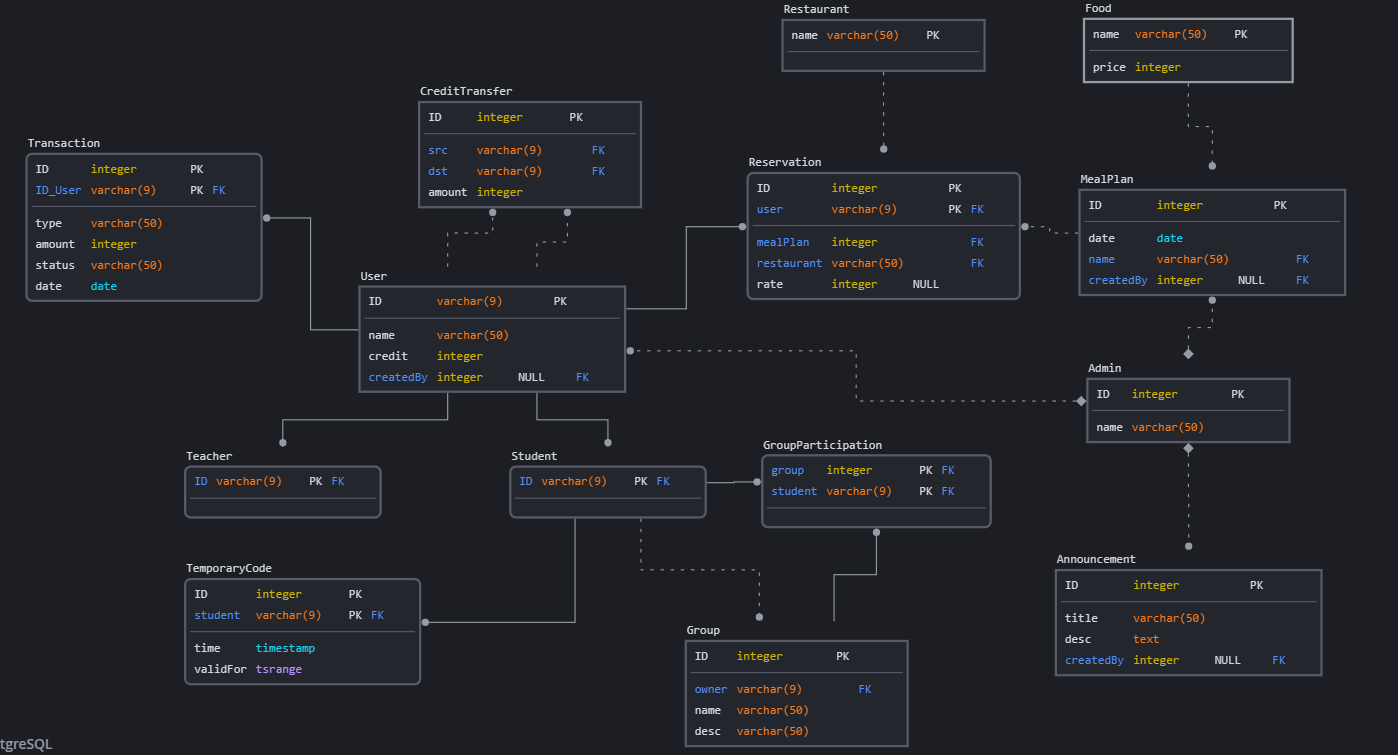 Restaurant
name varchar(50) PK
Food
name varchar(50) PK
price integer
CreditTransfer
ID integer PK
src varchar(9) FK
dst varchar(9) FK
amount integer
Transaction
ID integer PK
ID_User varchar(9) PK FK
type varchar(50)
amount integer
status varchar(50)
date date
Reservation
ID integer PK
user varchar(9) PK FK
mealPlan integer FK
restaurant varchar(50) FK
rate integer NULL
MealPlan
ID integer PK
date date
name varchar(50) FK
createdBy integer NULL FK
User
ID varchar(9) PK
name varchar(50)
credit integer
createdBy integer NULL FK
Admin
ID integer PK
name varchar(50)
Teacher
ID varchar(9) PK FK
Student
ID varchar(9) PK FK
GroupParticipation
group integer PK FK
student varchar(9) PK FK
TemporaryCode
ID integer PK
student varchar(9) PK FK
time timestamp
validFor tsrange
Group
ID integer PK
owner varchar(9) FK
name varchar(50)
desc varchar(50)
Announcement
ID integer PK
title varchar(50)
desc text
createdBy integer NULL FK
tgreSQL